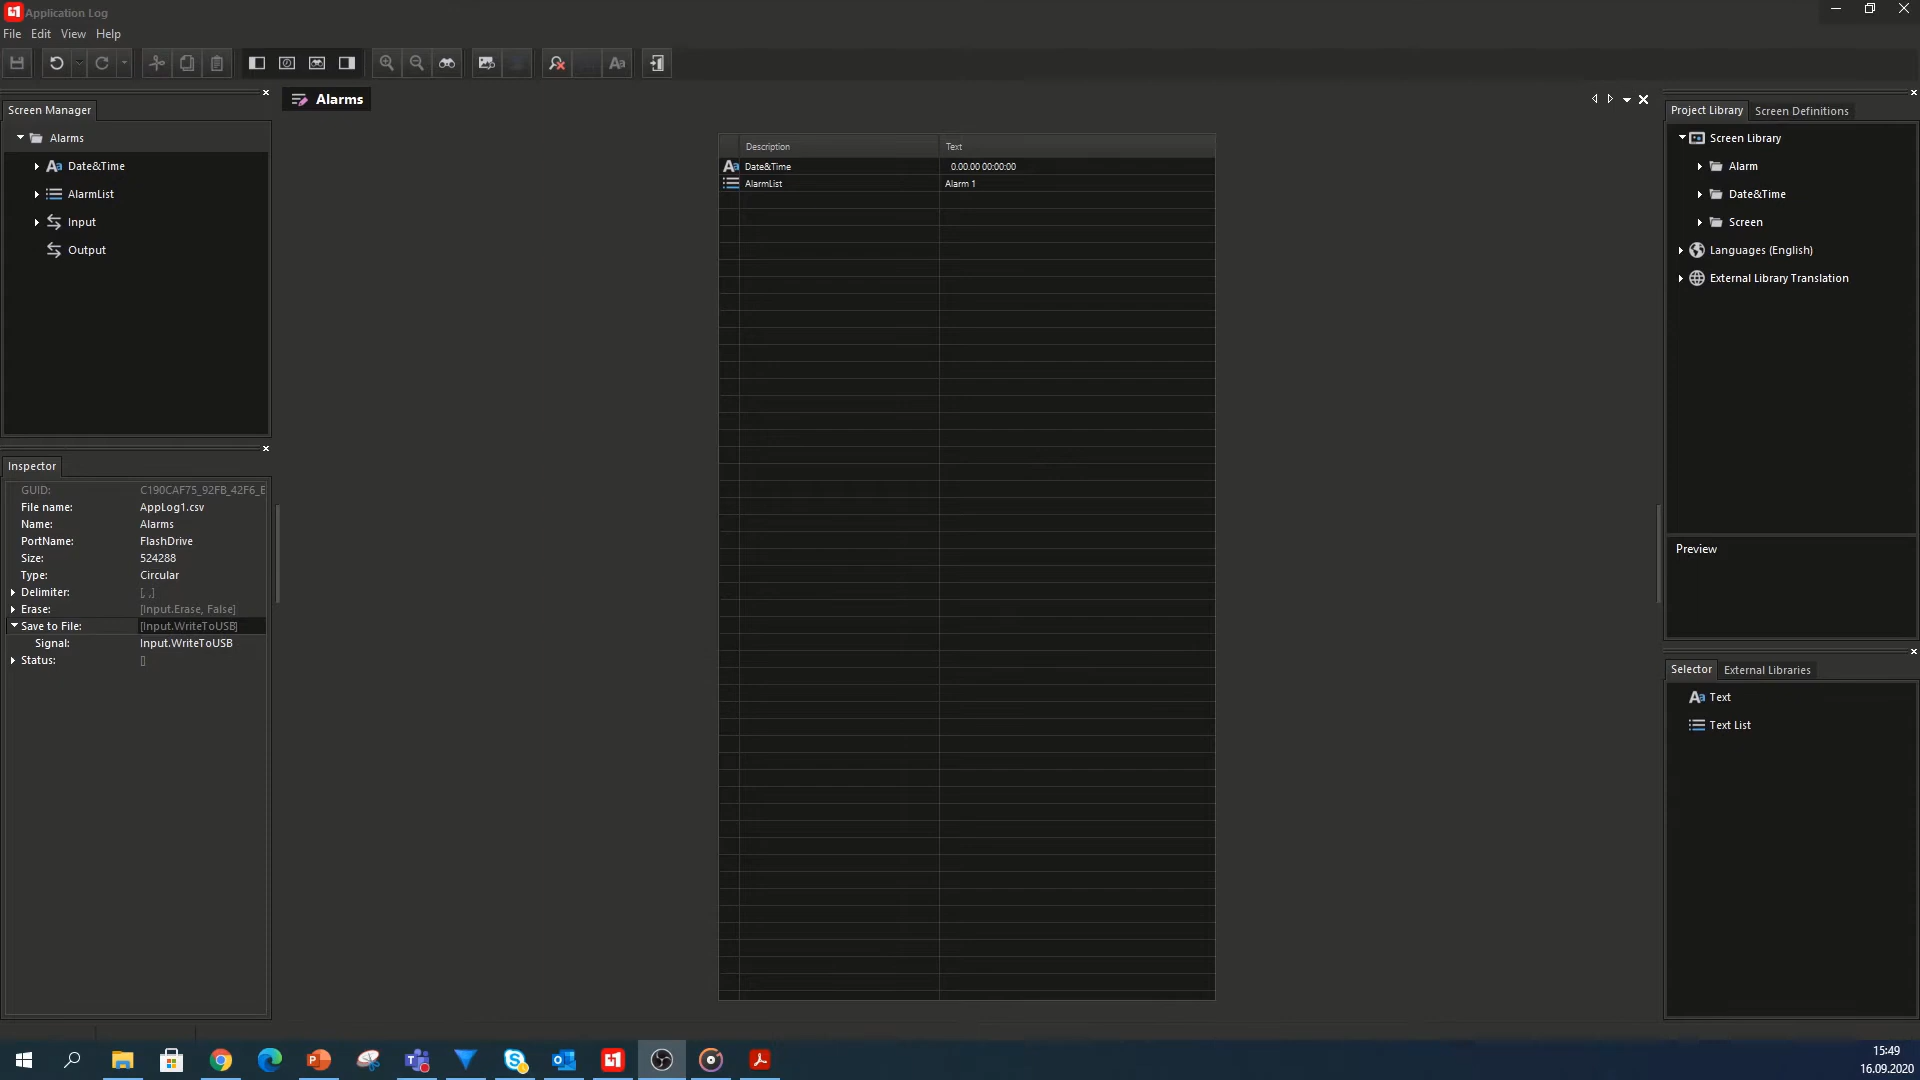 Application Log
File Edit View Help
Screen Manager
Alarms
Date&Time
AlarmList
Input
Output
Inspector
GUID: C190CAF75_92FB_42F6_E
File name: AppLog1.csv
Name: Alarms
PortName: FlashDrive
Size: 524288
Type: Circular
Delimiter: [, ,]
Erase: [Input.Erase, False]
Save to File: [Input.WriteToUSB]
Signal: Input.WriteToUSB
Status: []
Alarms
Description Text
Date&Time 0.00.00 00:00:00
AlarmList Alarm 1
Project Library Screen Definitions
Screen Library
Alarm
Date&Time
Screen
Languages (English)
External Library Translation
Preview
Selector External Libraries
Text
Text List
15:49
16.09.2020